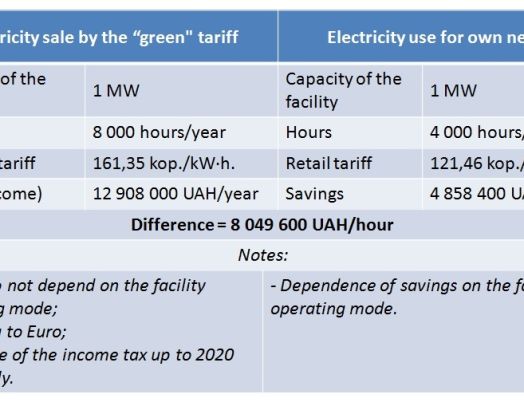 ricity sale by the “green" tariff Electricity use for own ne
of the 1 MW Capacity of the facility 1 MW
8 000 hours/year Hours 4 000 hours/
tariff 161,35 kop./kW·h. Retail tariff 121,46 kop./
come) 12 908 000 UAH/year Savings 4 858 400 UA
Difference = 8 049 600 UAH/hour
Notes:
not depend on the facility
g mode;
to Euro;
e of the income tax up to 2020
ly.
- Dependence of savings on the fa
operating mode.